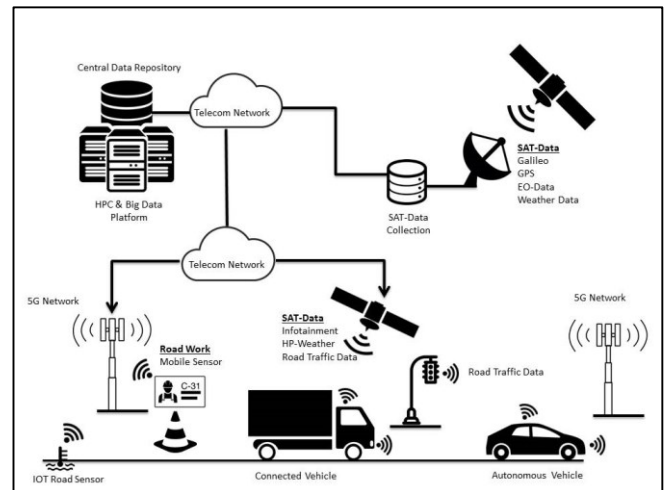 Central Data Repository
Telecom Network
HPC & Big Data
Platform
SAT-Data
Collection
SAT-Data
Galileo
GPS
EO-Data
Weather Data
Telecom Network
5G Network
Road Work
Mobile Sensor
C-31
SAT-Data
Infotainment
HP-Weather
Road Traffic Data
5G Network
Road Traffic Data
IOT Road Sensor
Connected Vehicle
Autonomous Vehicle